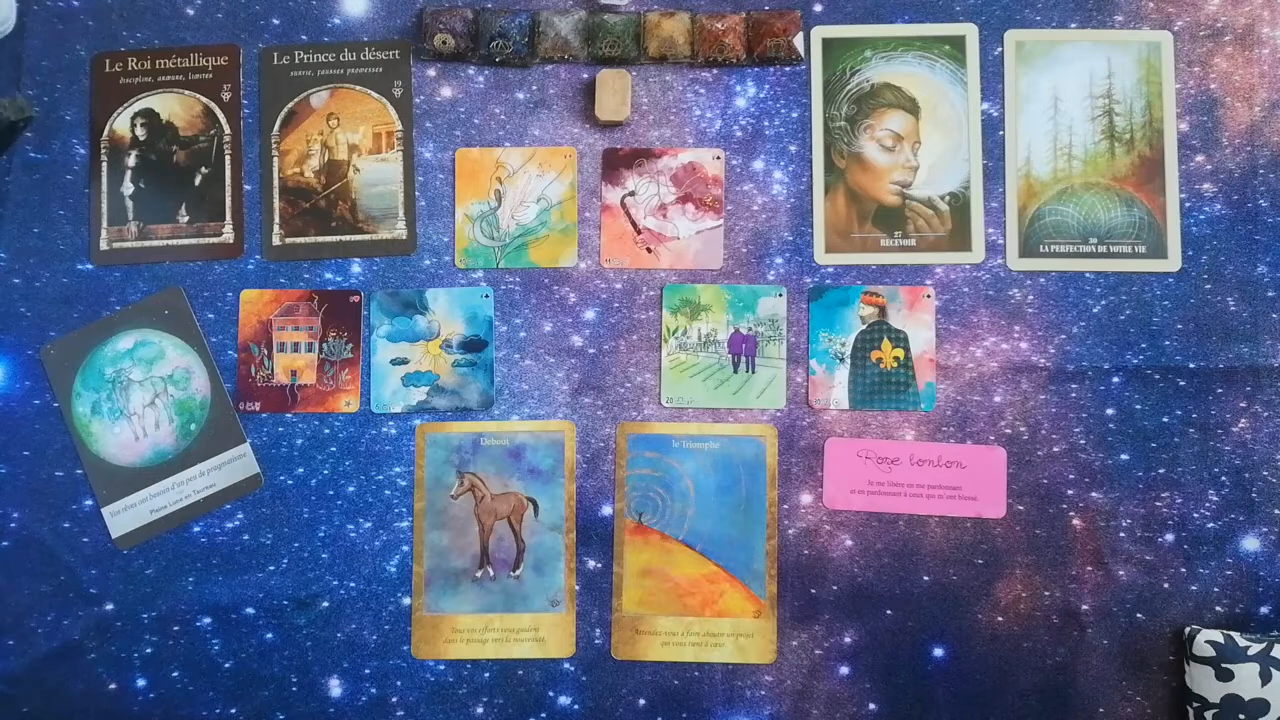 Le Roi métallique
discipline, armure, limites
37
Le Prince du désert
survie, fausses promesses
19
27
RECEVOIR
30
LA PERFECTION DE VOTRE VIE
Vos rêves ont besoin d'un peu de pragmatisme
Pleine Lune en Taureau
20
30
Debout
Tous vos efforts vous guident
dans le passage vers la nouveauté.
le Triomphe
Attendez-vous à faire aboutir un projet
qui vous tient à cœur.
Rose bonbon
Je me libère en me pardonnant
et en pardonnant à ceux qui m'ont blessé.